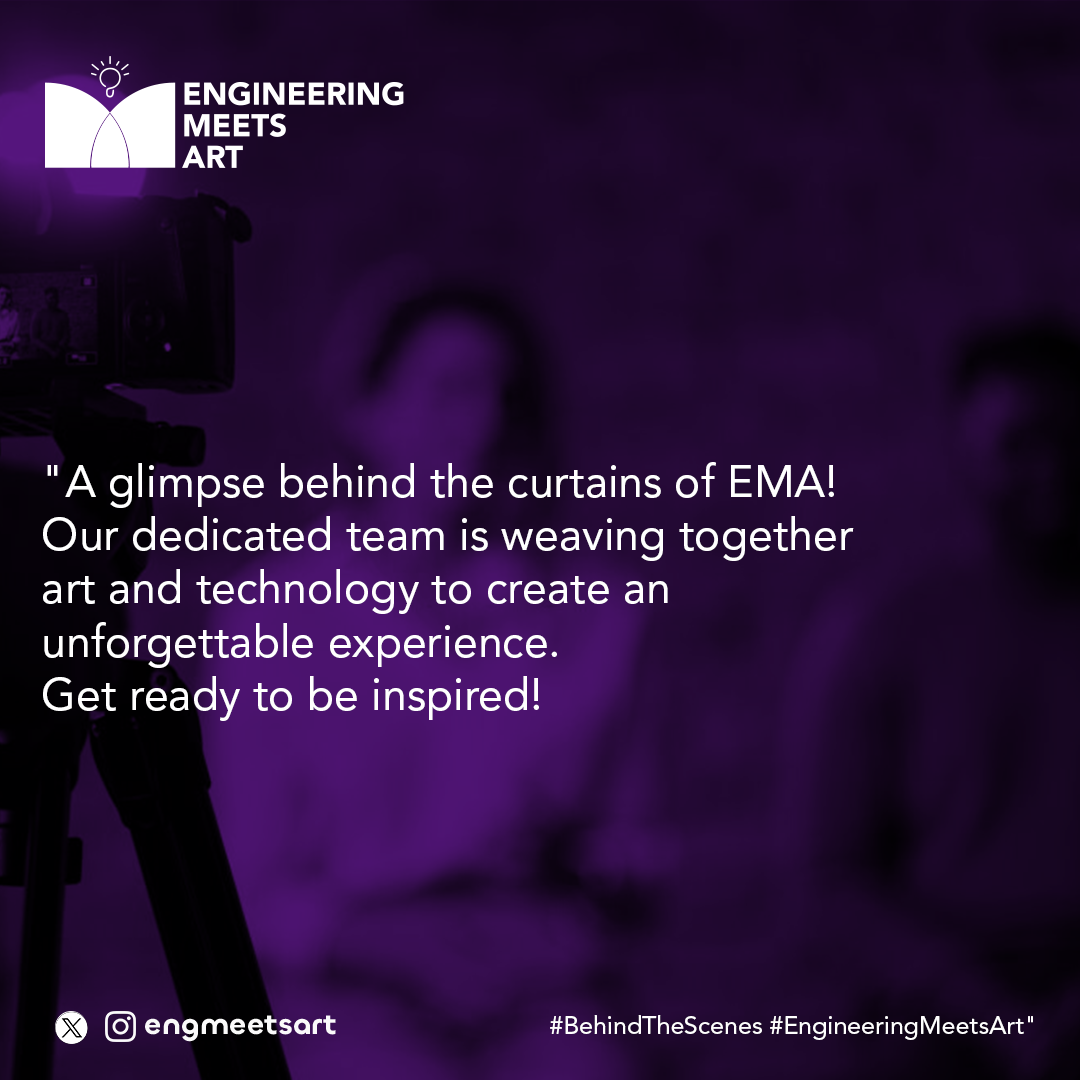 ENGINEERING
MEETS
ART
"A glimpse behind the curtains of EMA!
Our dedicated team is weaving together
art and technology to create an
unforgettable experience.
Get ready to be inspired!
engmeetsart
#BehindTheScenes #EngineeringMeetsArt"